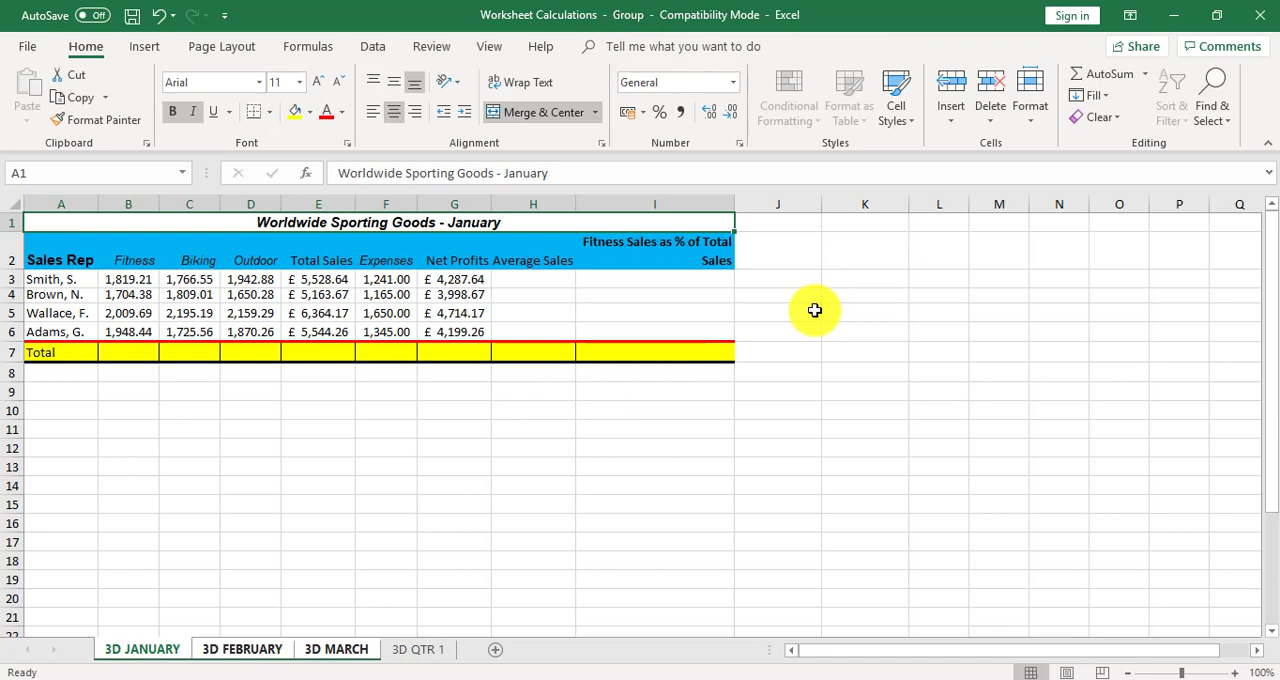 AutoSave Off Worksheet Calculations - Group - Compatibility Mode - Excel Sign in
File Home Insert Page Layout Formulas Data Review View Help Tell me what you want to do Share Comments
Paste Cut Copy Format Painter
Clipboard
Arial 11 A A
B I U A
Font
Wrap Text
Merge & Center
Alignment
General
% ,
Number
Conditional Formatting Format as Table Cell Styles
Styles
Insert Delete Format
Cells
AutoSum Fill Clear Sort & Filter Find & Select
Editing
A1 fx Worldwide Sporting Goods - January
A B C D E F G H I J K L M N O P Q
1 Worldwide Sporting Goods - January
2 Sales Rep Fitness Biking Outdoor Total Sales Expenses Net Profits Average Sales Fitness Sales as % of Total Sales
3 Smith, S. 1,819.21 1,766.55 1,942.88 £ 5,528.64 1,241.00 £ 4,287.64
4 Brown, N. 1,704.38 1,809.01 1,650.28 £ 5,163.67 1,165.00 £ 3,998.67
5 Wallace, F. 2,009.69 2,195.19 2,159.29 £ 6,364.17 1,650.00 £ 4,714.17
6 Adams, G. 1,948.44 1,725.56 1,870.26 £ 5,544.26 1,345.00 £ 4,199.26
7 Total
8
9
10
11
12
13
14
15
16
17
18
19
20
21
22
3D JANUARY 3D FEBRUARY 3D MARCH 3D QTR 1
Ready 100%